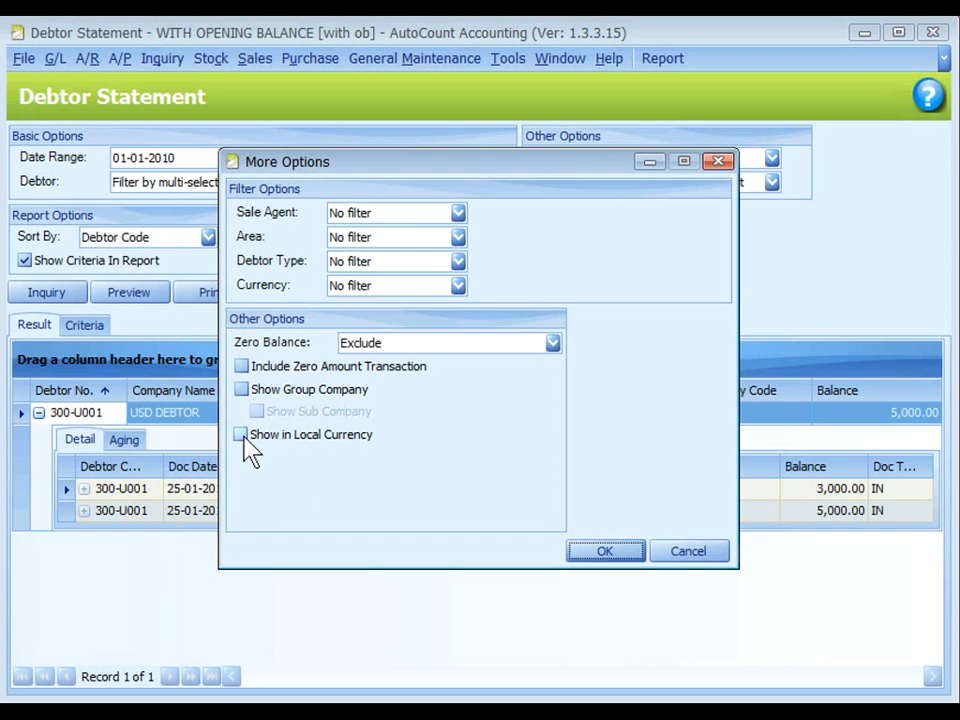 Debtor Statement - WITH OPENING BALANCE [with ob] - AutoCount Accounting (Ver: 1.3.3.15)
File G/L A/R A/P Inquiry Stock Sales Purchase General Maintenance Tools Window Help Report
Debtor Statement
?
Basic Options
Other Options
Date Range: 01-01-2010
Debtor: Filter by multi-select
Report Options
Sort By: Debtor Code
Show Criteria In Report
Inquiry Preview
Result Criteria
Drag a column header here to gr
Debtor No. Company Name
y Code Balance
300-U001 USD DEBTOR 5,000.00
Detail Aging
Debtor C... Doc Date
Balance Doc T...
300-U001 25-01-20
3,000.00 IN
300-U001 25-01-20
5,000.00 IN
Record 1 of 1
More Options
Filter Options
Sale Agent: No filter
Area: No filter
Debtor Type: No filter
Currency: No filter
Other Options
Zero Balance: Exclude
Include Zero Amount Transaction
Show Group Company
Show Sub Company
Show in Local Currency
OK Cancel